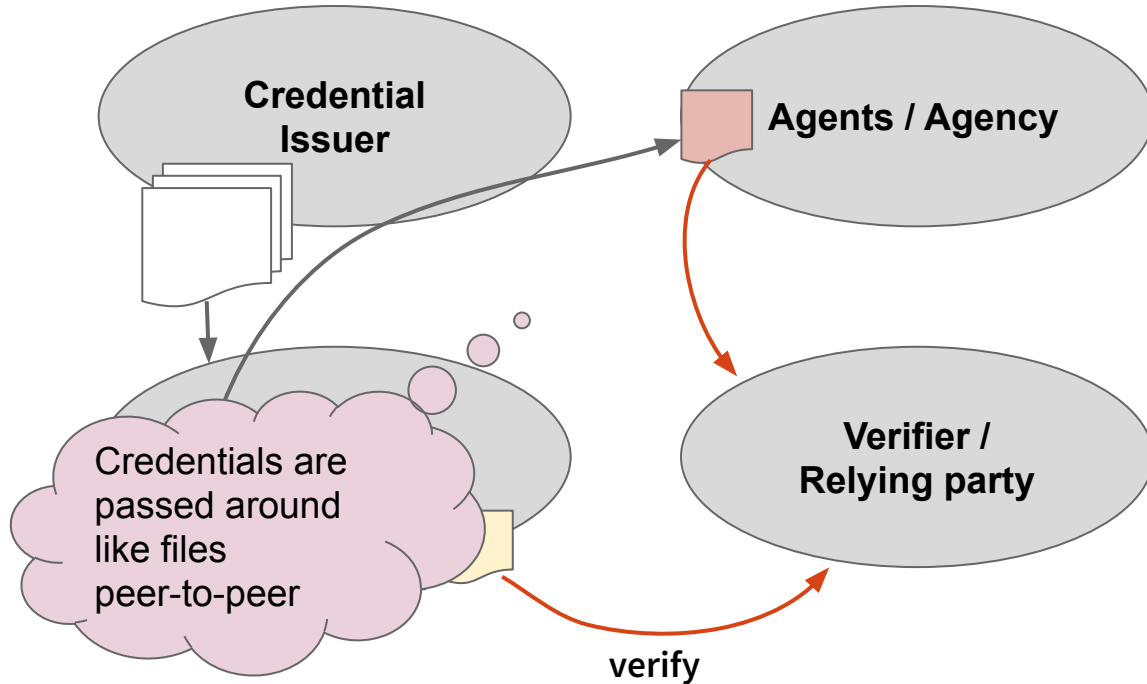 Credential
Issuer
Agents / Agency
Credentials are
passed around
like files
peer-to-peer
Verifier /
Relying party
verify